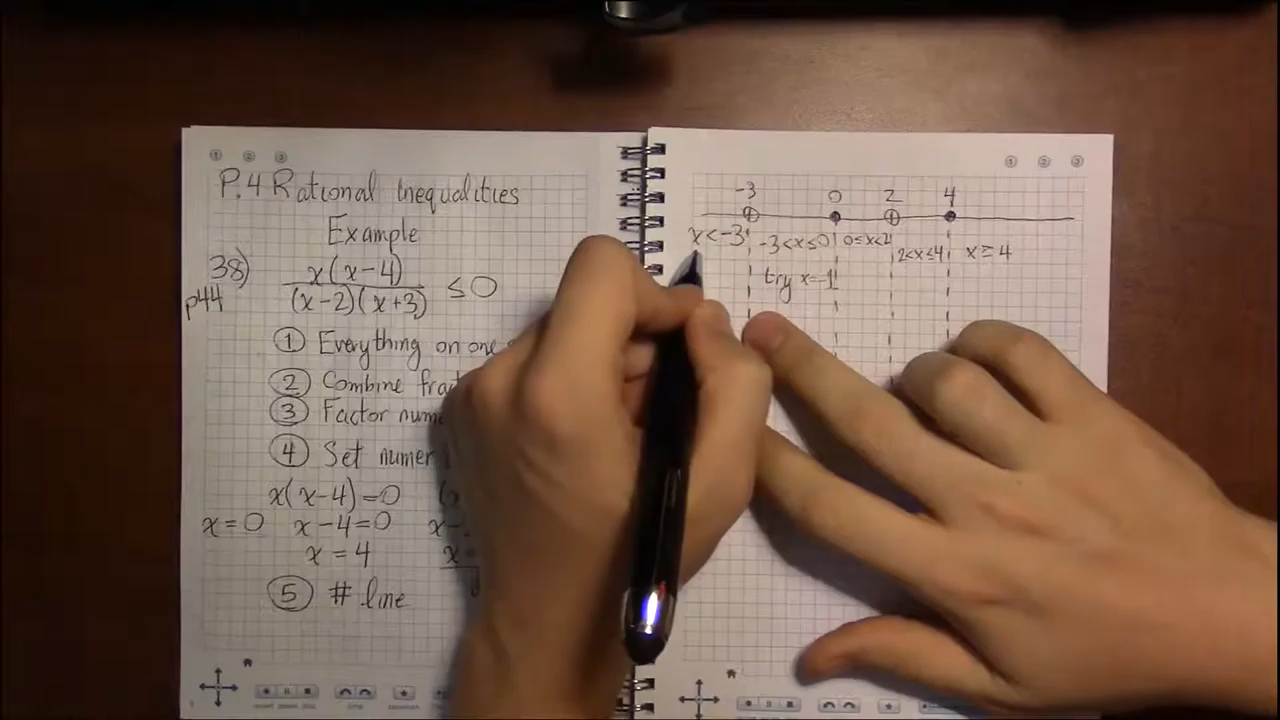 P.4 Rational Inequalities
Example
38)
p44
x(x-4)
(x-2)(x+3)
≤0
① Everything on one
② Combine
③ Factor
④ Set numer
x(x-4)=0
x=0 x-4=0
x=4
⑤ # line
-3 0 2 4
x<-3 -3<x≤0 0≤x<2 2<x≤4 x≥4
try x=-1